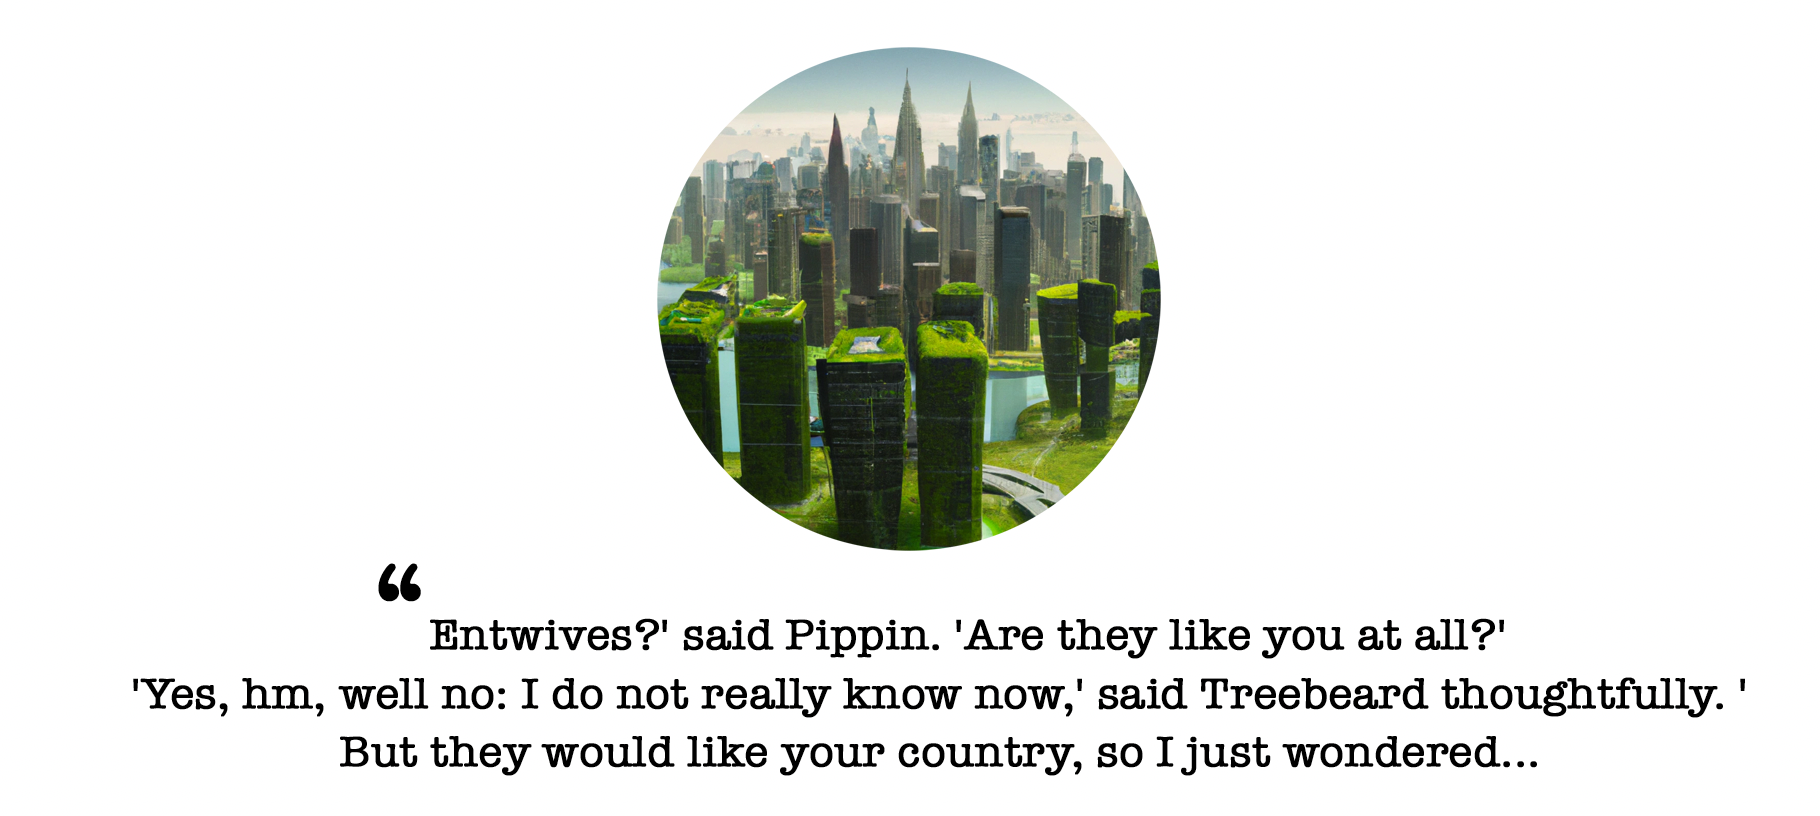 “Entwives?' said Pippin. 'Are they like you at all?'
'Yes, hm, well no: I do not really know now,' said Treebeard thoughtfully. '
But they would like your country, so I just wondered...